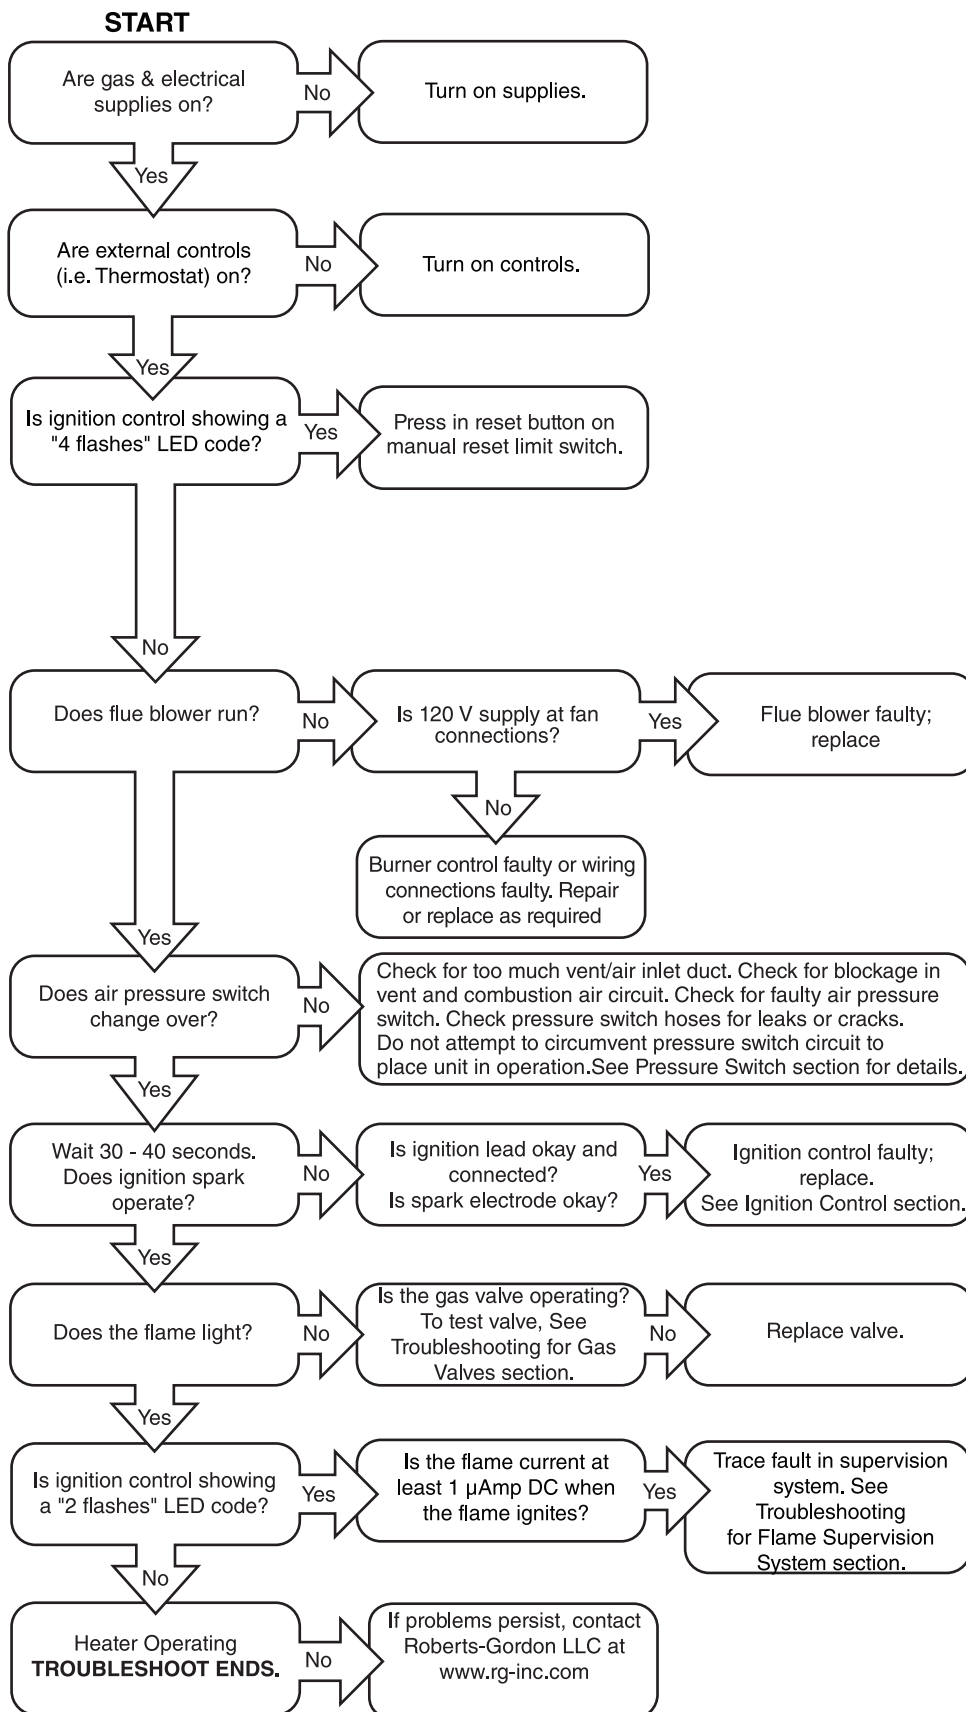 START
Are gas & electrical
supplies on?
No
Turn on supplies.
Yes
Are external controls
(i.e. Thermostat) on?
No
Turn on controls.
Yes
Is ignition control showing a
"4 flashes" LED code?
Yes
Press in reset button on
manual reset limit switch.
No
Does flue blower run?
No
Is 120 V supply at fan
connections?
Yes
Flue blower faulty;
replace
No
Burner control faulty or wiring
connections faulty. Repair
or replace as required
Yes
Does air pressure switch
change over?
No
Check for too much vent/air inlet duct. Check for blockage in
vent and combustion air circuit. Check for faulty air pressure
switch. Check pressure switch hoses for leaks or cracks.
Do not attempt to circumvent pressure switch circuit to
place unit in operation.See Pressure Switch section for details.
Yes
Wait 30 - 40 seconds.
Does ignition spark
operate?
No
Is ignition lead okay and
connected?
Is spark electrode okay?
Yes
Ignition control faulty;
replace.
See Ignition Control section.
Yes
Does the flame light?
No
Is the gas valve operating?
To test valve, See
Troubleshooting for Gas
Valves section.
No
Replace valve.
Yes
Is ignition control showing
a "2 flashes" LED code?
Yes
Is the flame current at
least 1 µAmp DC when
the flame ignites?
Yes
Trace fault in supervision
system. See
Troubleshooting
for Flame Supervision
System section.
No
Heater Operating
TROUBLESHOOT ENDS.
No
If problems persist, contact
Roberts-Gordon LLC at
www.rg-inc.com